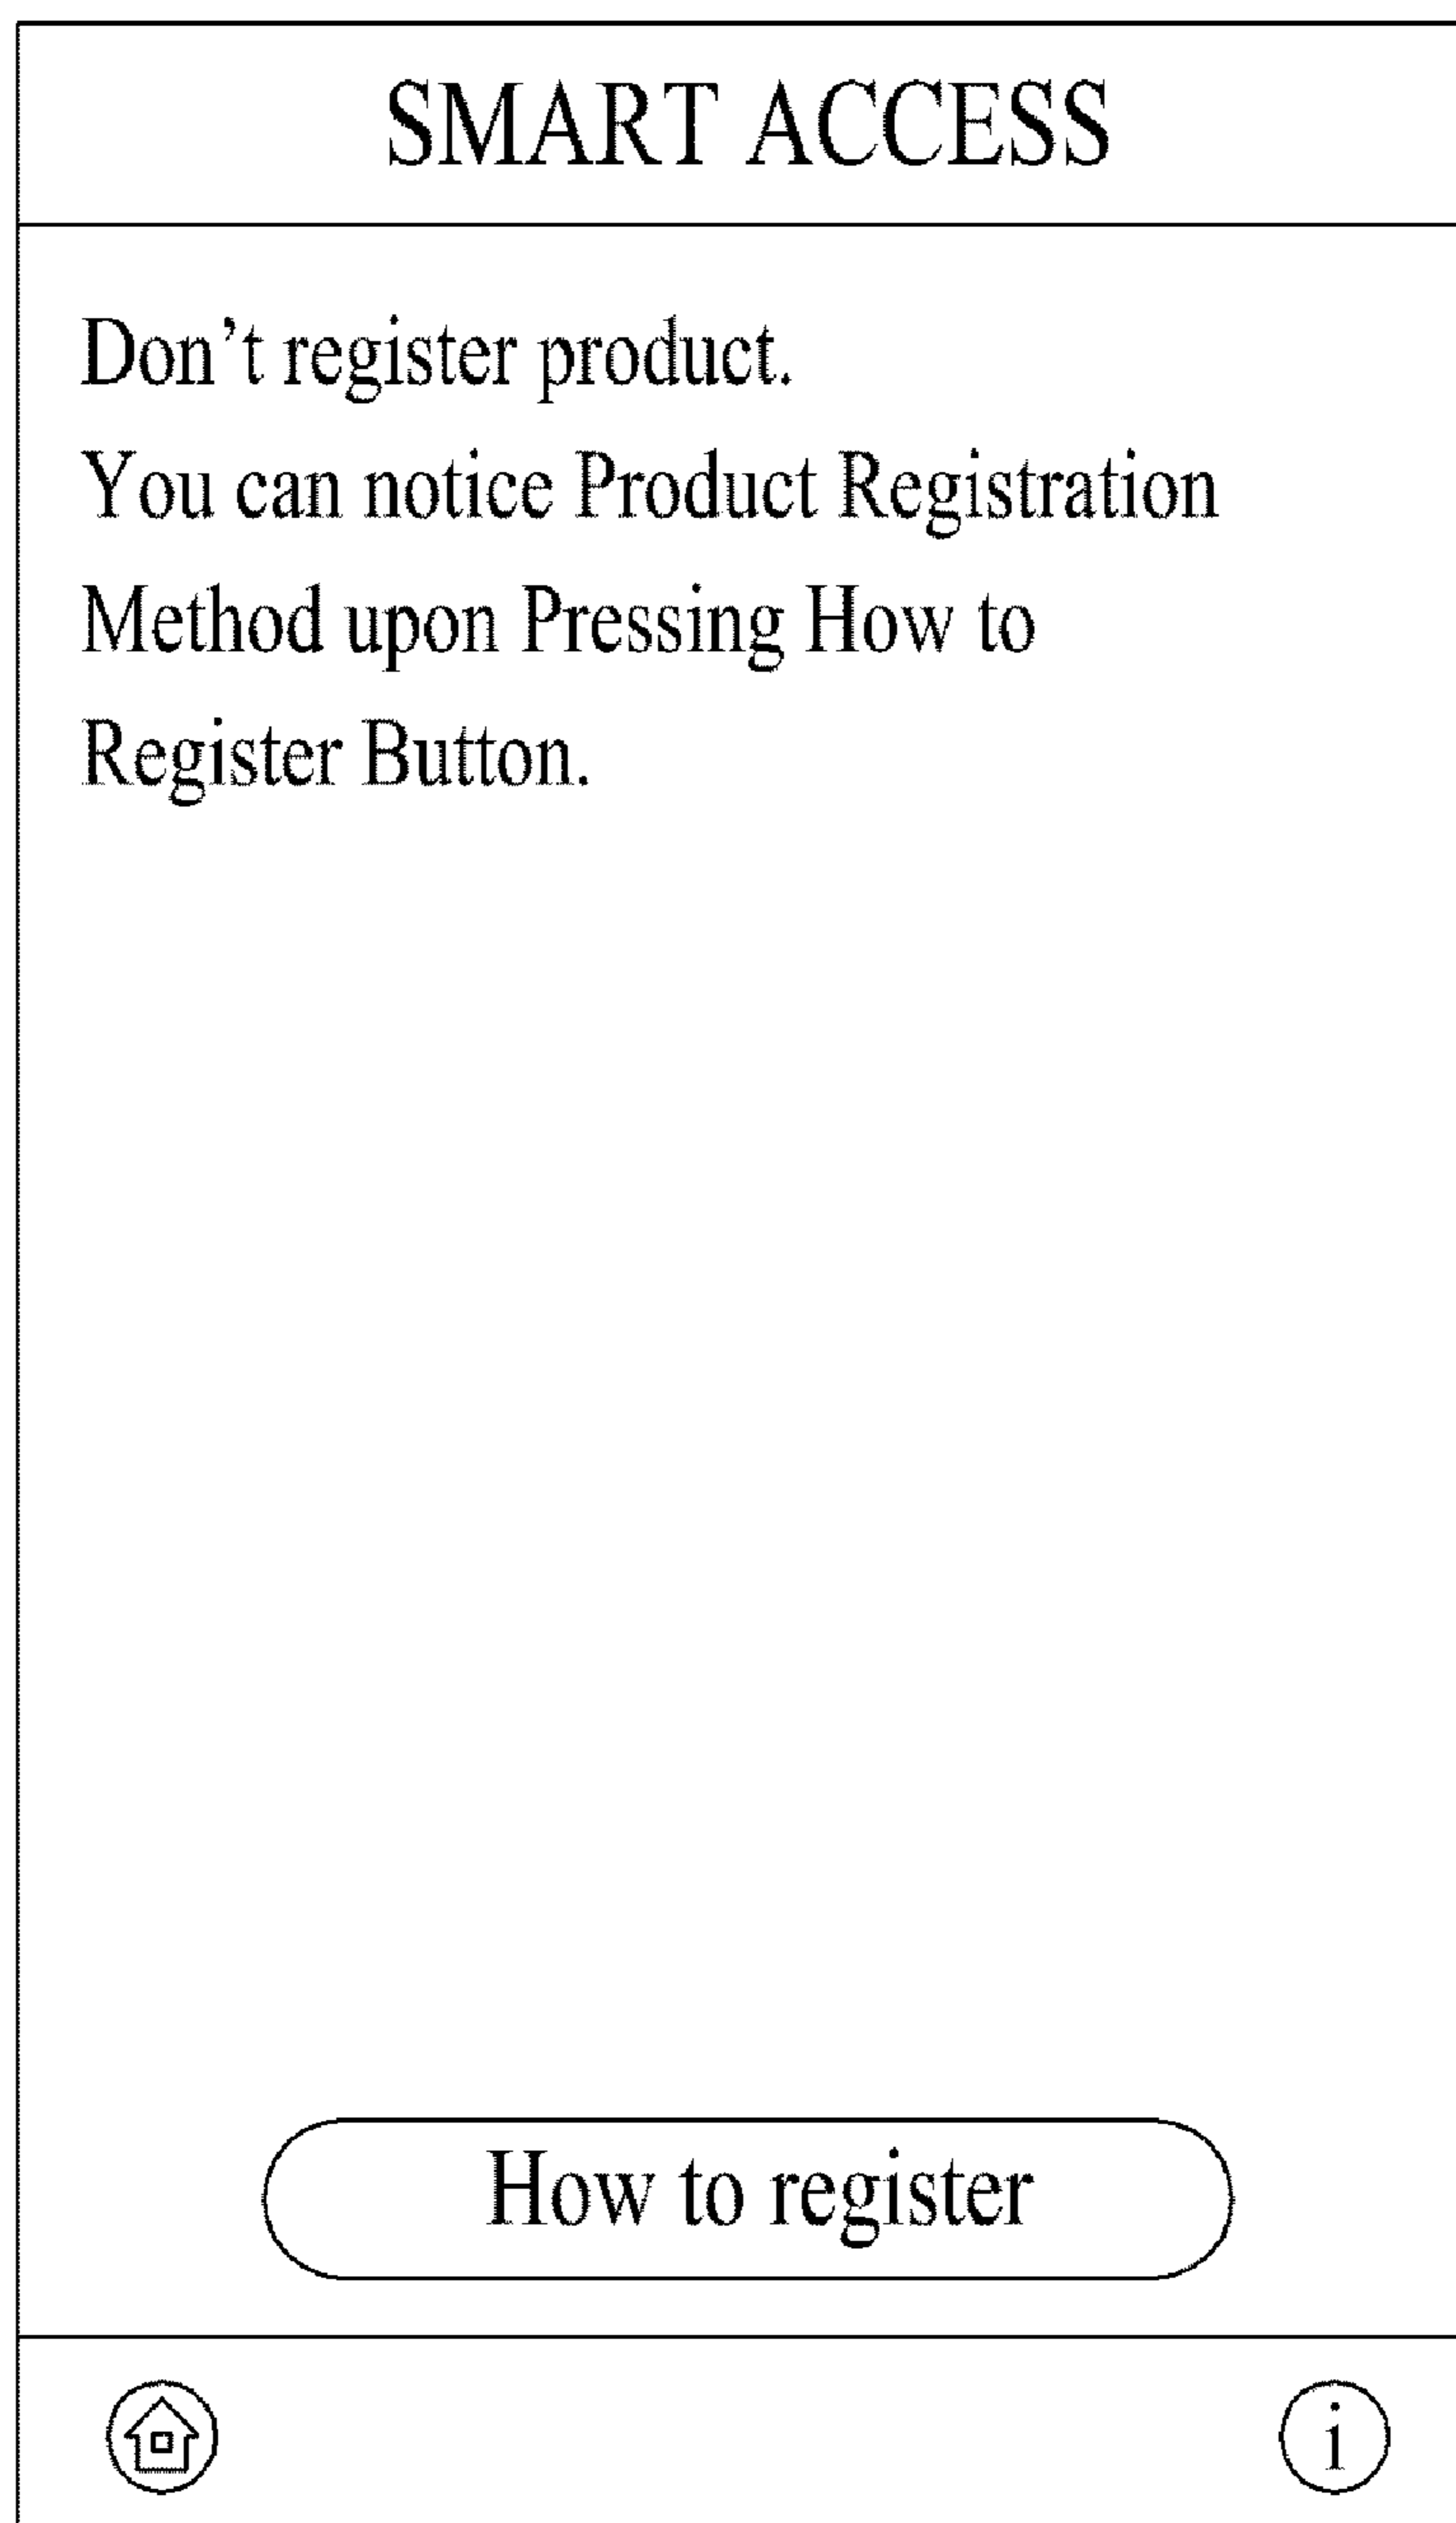 SMART ACCESS
Don't register product.
You can notice Product Registration
Method upon Pressing How to
Register Button.
How to register
i